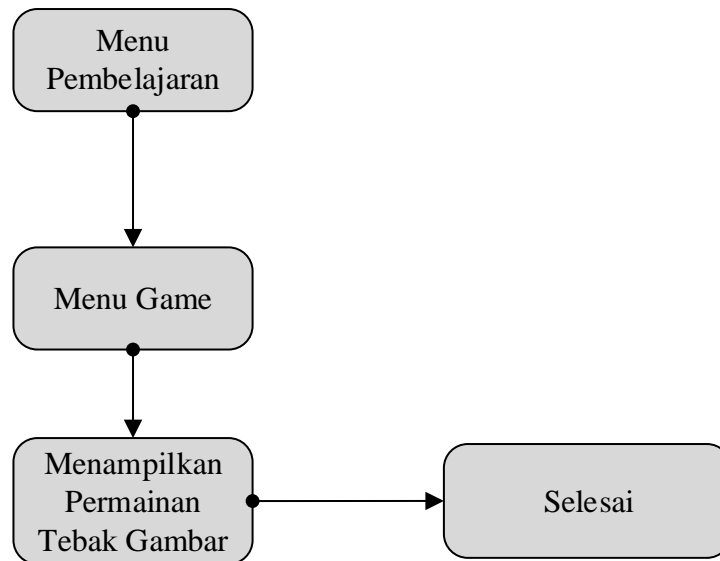 Menu
Pembelajaran
Menu Game
Menampilkan
Permainan
Tebak Gambar
Selesai